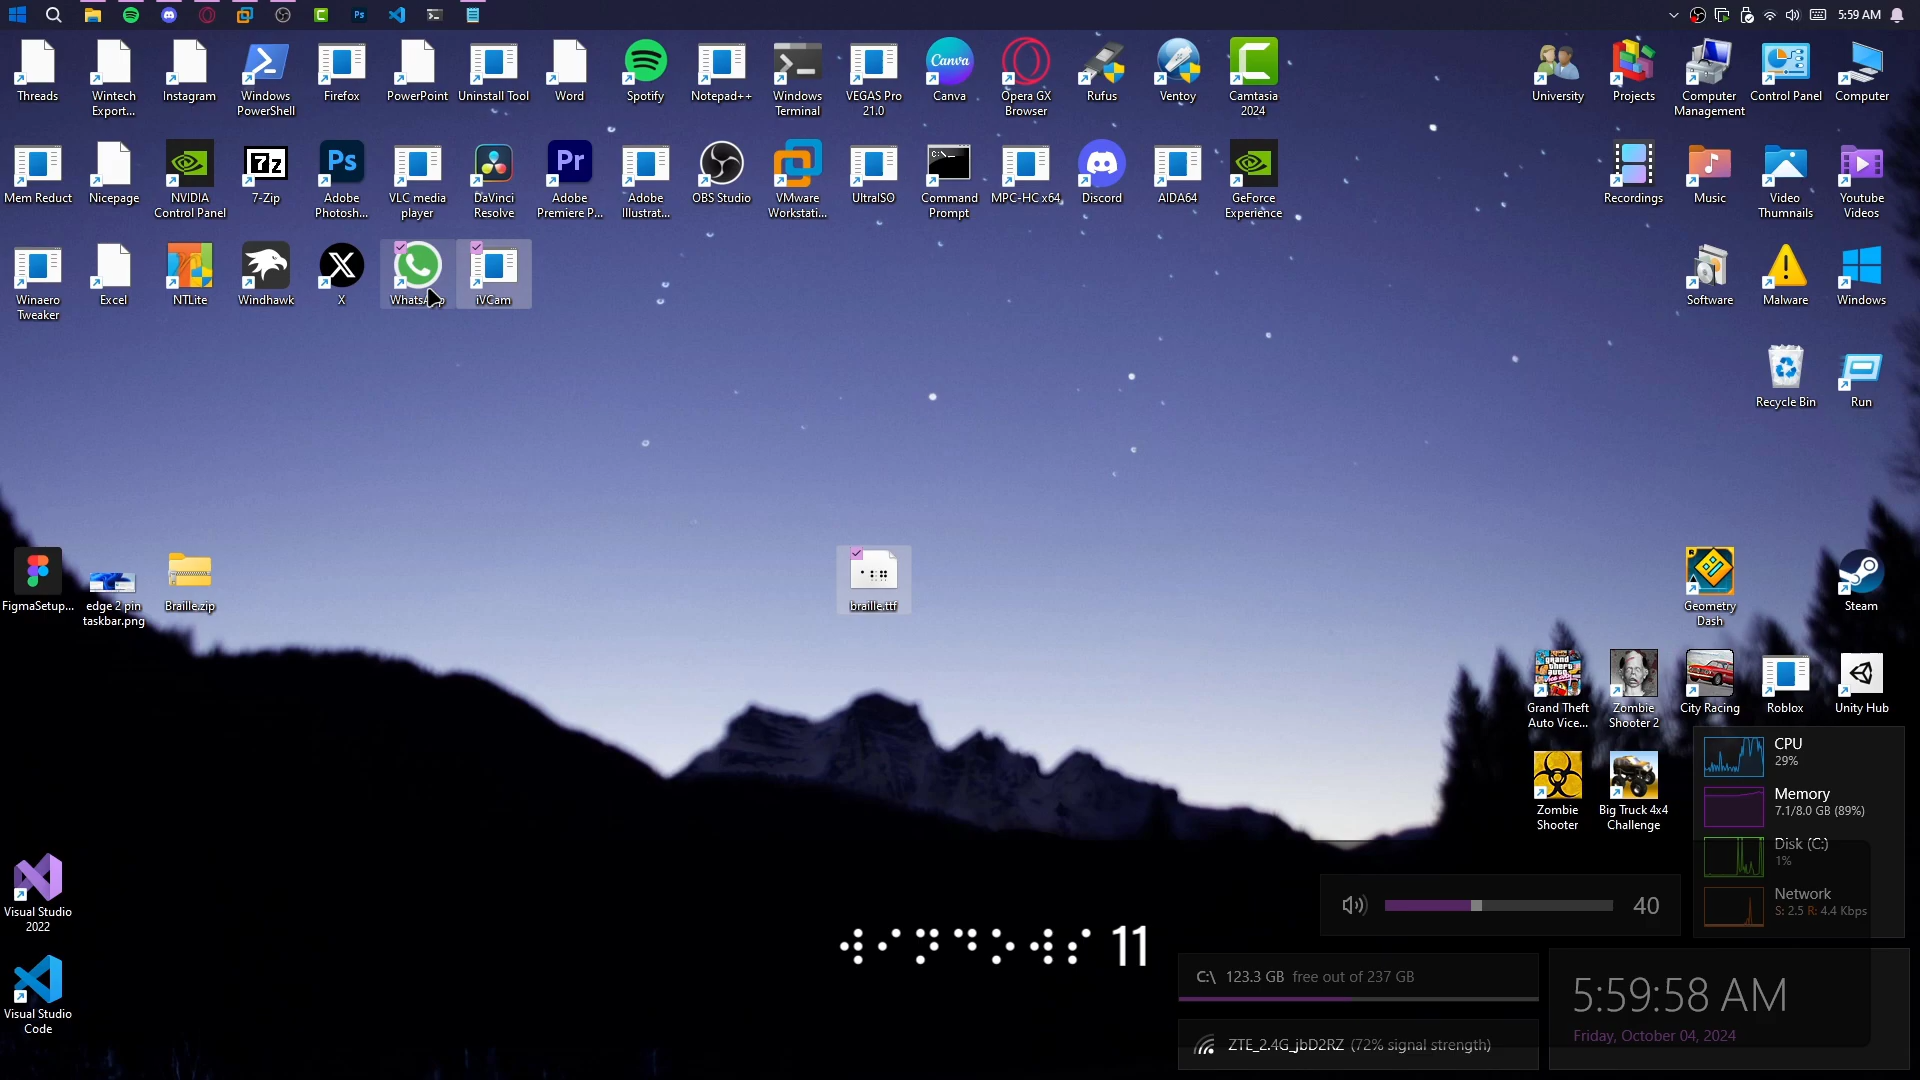 5:59 AM
Threads
Wintech
Export...
Instagram
Windows
PowerShell
Firefox
PowerPoint
Uninstall Tool
Word
Spotify
Notepad++
Windows
Terminal
VEGAS Pro
21.0
Canva
Canva
Opera GX
Browser
Rufus
Ventoy
Camtasia
2024
University
Projects
Computer
Management
Control Panel
Computer
Mem Reduct
Nicepage
NVIDIA
Control Panel
7z
7-Zip
Ps
Adobe
Photosh...
VLC media
player
DaVinci
Resolve
Pr
Adobe
Premiere P...
Adobe
Illustrat...
OBS Studio
VMware
Workstati...
UltraISO
Command
Prompt
MPC-HC x64
Discord
AIDA64
GeForce
Experience
Recordings
Music
Video
Thumnails
Youtube
Videos
Winaero
Tweaker
Excel
NTLite
Windhawk
X
WhatsApp
iVCam
Software
Malware
Windows
Recycle Bin
Run
FigmaSetup...
edge 2 pin
taskbar.png
Braille.zip
braille.ttf
Geometry
Dash
Steam
Grand Theft
Auto Vice...
Zombie
Shooter 2
City Racing
Roblox
Unity Hub
Zombie
Shooter
Big Truck 4x4
Challenge
CPU
29%
Memory
7.1/8.0 GB (89%)
Disk (C:)
1%
Network
S: 2.5 R: 4.4 Kbps
40
Visual Studio
2022
Visual Studio
Code
⠺⠊⠝⠙⠕⠺⠎ 11
C:\ 123.3 GB free out of 237 GB
ZTE_2.4G_jbD2RZ (72% signal strength)
5:59:58 AM
Friday, October 04, 2024